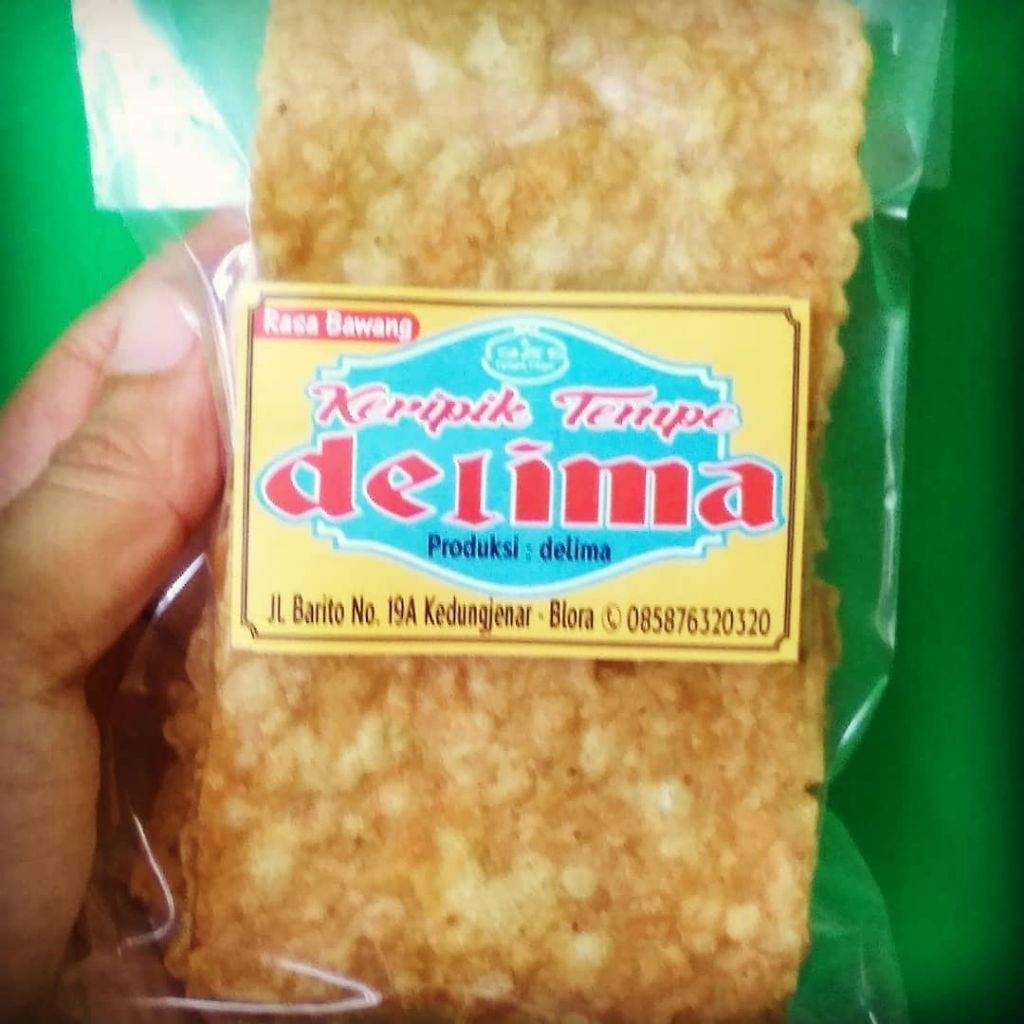 Rasa Bawang
Keripik Tempe
delima
Produksi : delima
JL. Barito No. 19A Kedungjenar - Blora 085876320320